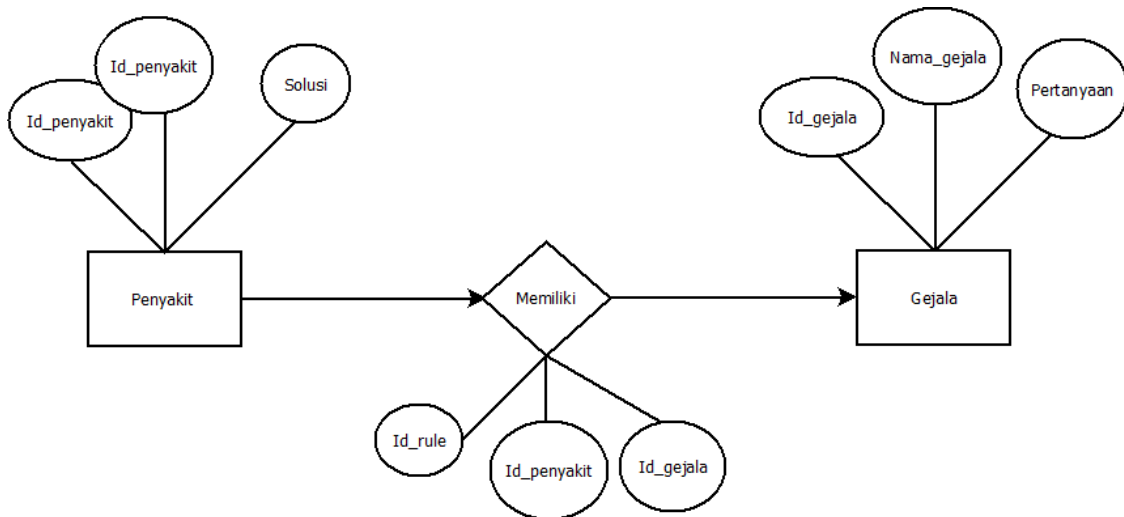 Id_penyakit
Id_penyakit
Solusi
Nama_gejala
Id_gejala
Pertanyaan
Penyakit
Memiliki
Gejala
Id_rule
Id_penyakit
Id_gejala